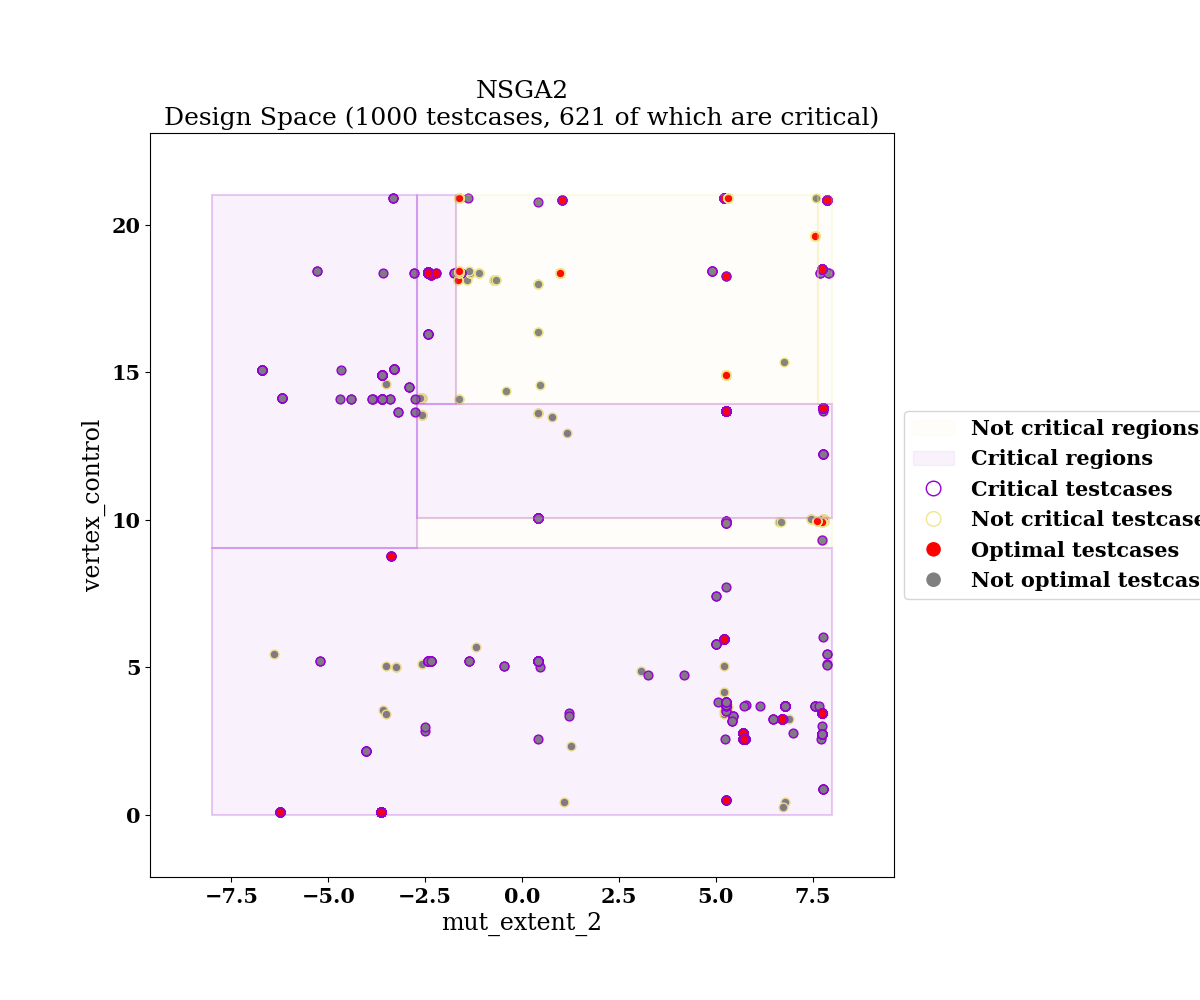 NSGA2
Design Space (1000 testcases, 621 of which are critical)
vertex_control
20
15
10
5
0
−7.5 −5.0 −2.5 0.0 2.5 5.0 7.5
mut_extent_2
Not critical regions
Critical regions
Critical testcases
Not critical testcase
Optimal testcases
Not optimal testcas